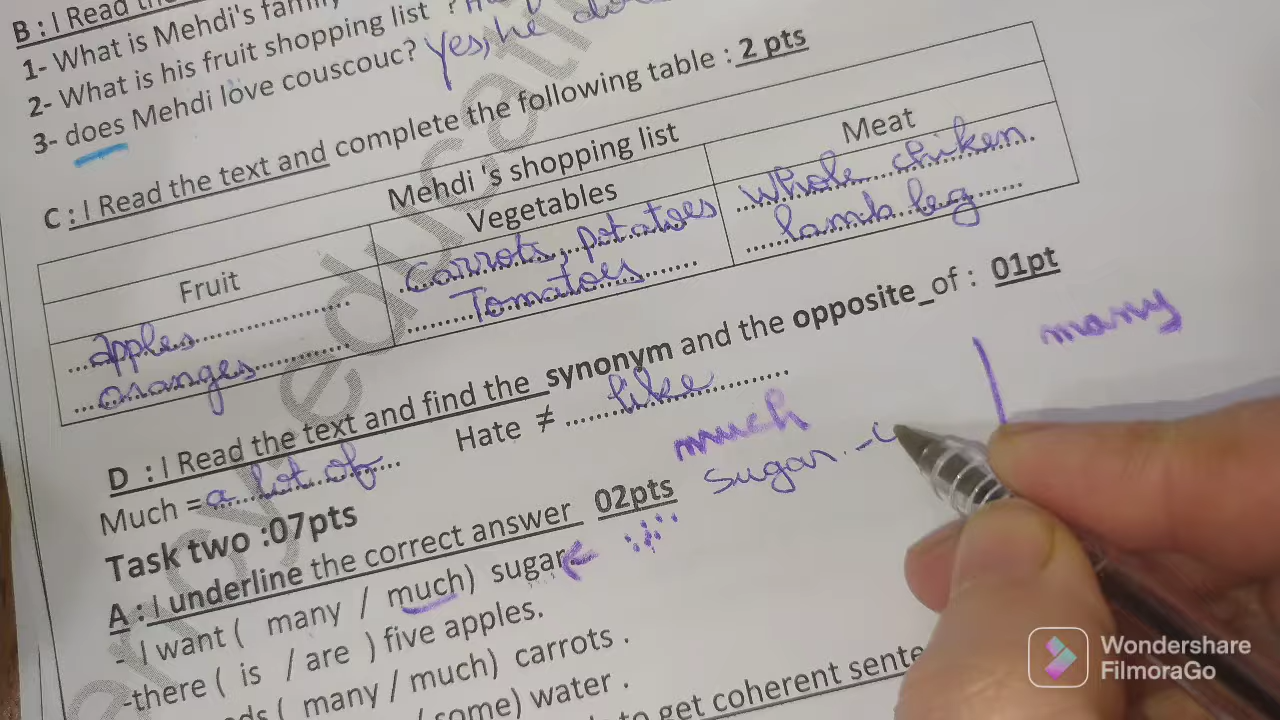 B : I Read the
1- What is Mehdi's family
2- What is his fruit shopping list ?
3- does Mehdi love couscouc? Yes, he
C : I Read the text and complete the following table : 2 pts
Mehdi 's shopping list
Fruit Vegetables Meat
apples Carrots, potatoes Whole chiken.
oranges Tomatoes lamb leg
D : I Read the text and find the synonym and the opposite of : 01pt
Much = a lot of Hate ≠ like
much many
sugar. -
Task two :07pts
A : I underline the correct answer 02pts
- I want ( many / much) sugar.
-there ( is / are ) five apples.
( many / much) carrots .
/some) water .
to get coherent sente
Wondershare
FilmoraGo